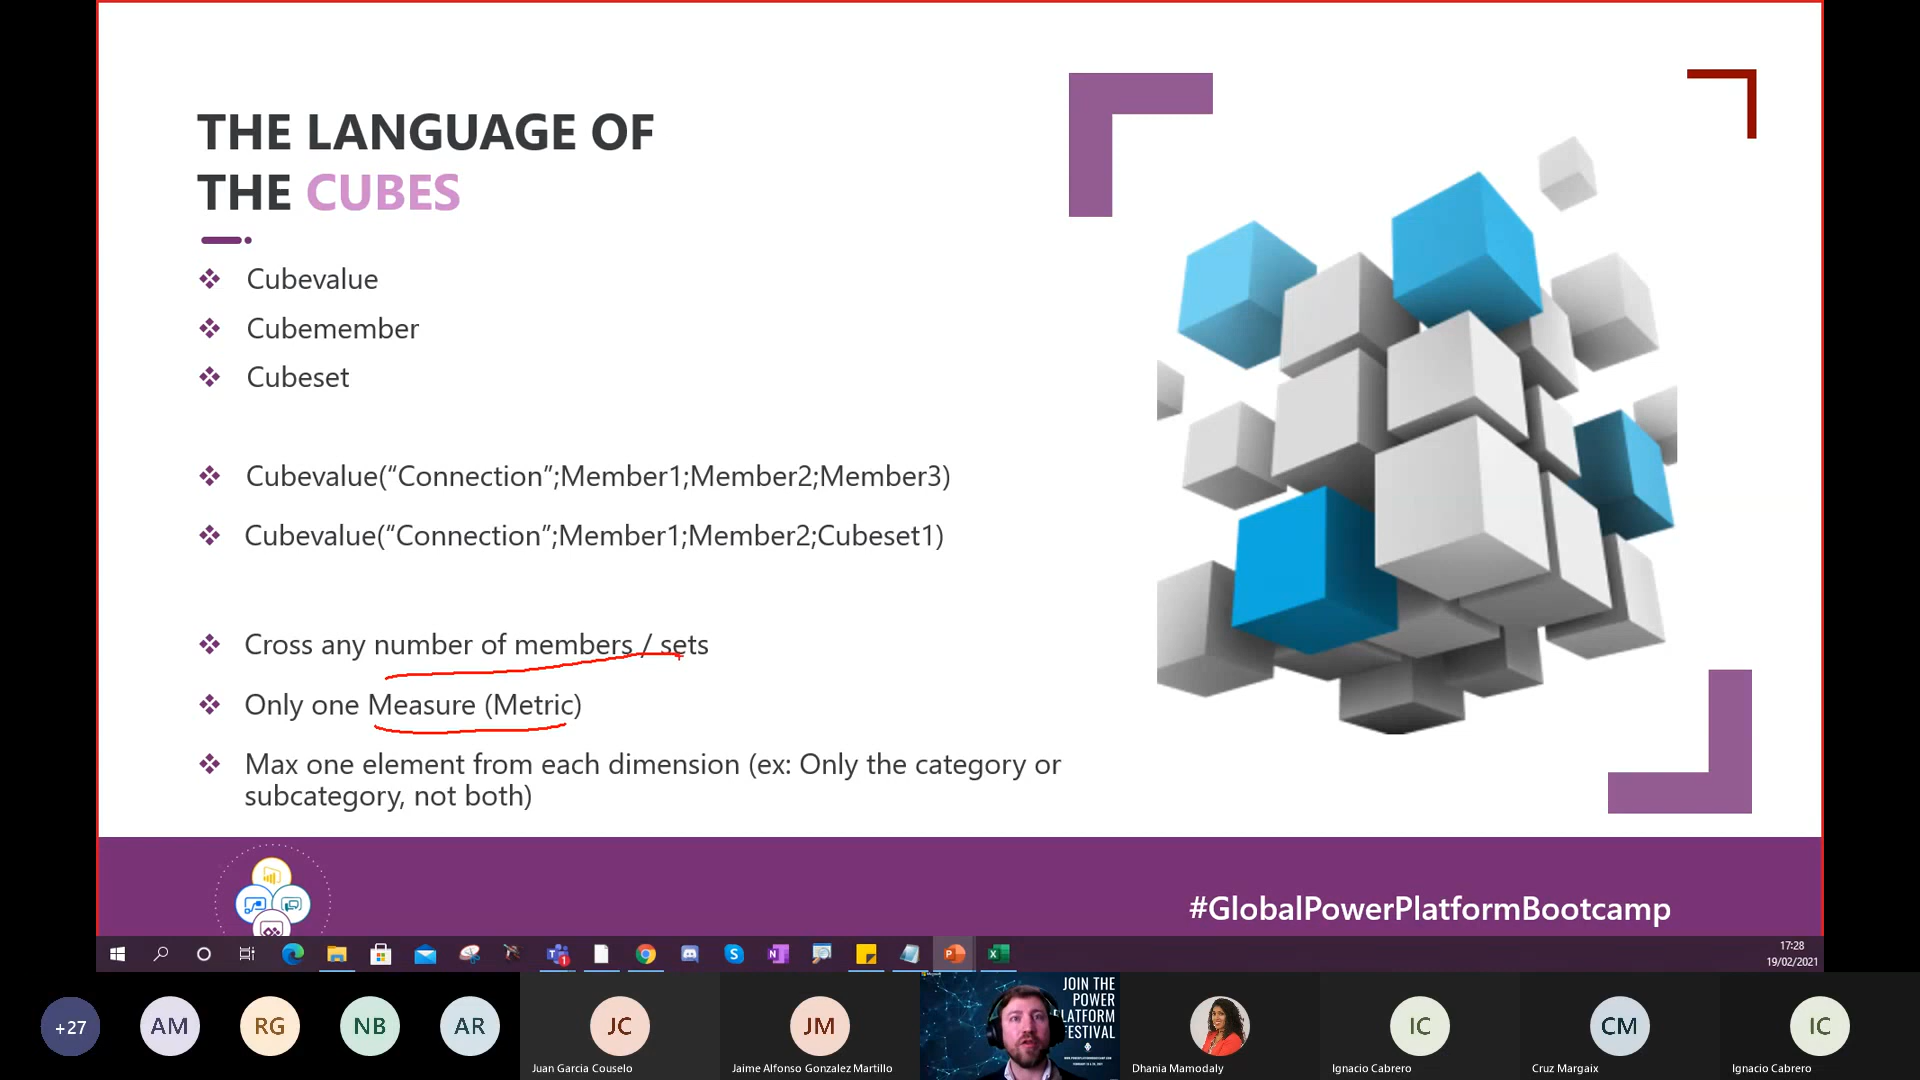 THE LANGUAGE OF
THE CUBES
Cubevalue
Cubemember
Cubeset
Cubevalue(“Connection”;Member1;Member2;Member3)
Cubevalue(“Connection”;Member1;Member2;Cubeset1)
Cross any number of members / sets
Only one Measure (Metric)
Max one element from each dimension (ex: Only the category or
subcategory, not both)
#GlobalPowerPlatformBootcamp
17:28
19/02/2021
+27
AM
RG
NB
AR
JC
Juan Garcia Couselo
JM
Jaime Alfonso Gonzalez Martillo
JOIN THE
POWER
PLATFORM
FESTIVAL
Dhania Mamodaly
IC
Ignacio Cabrero
CM
Cruz Margaix
IC
Ignacio Cabrero